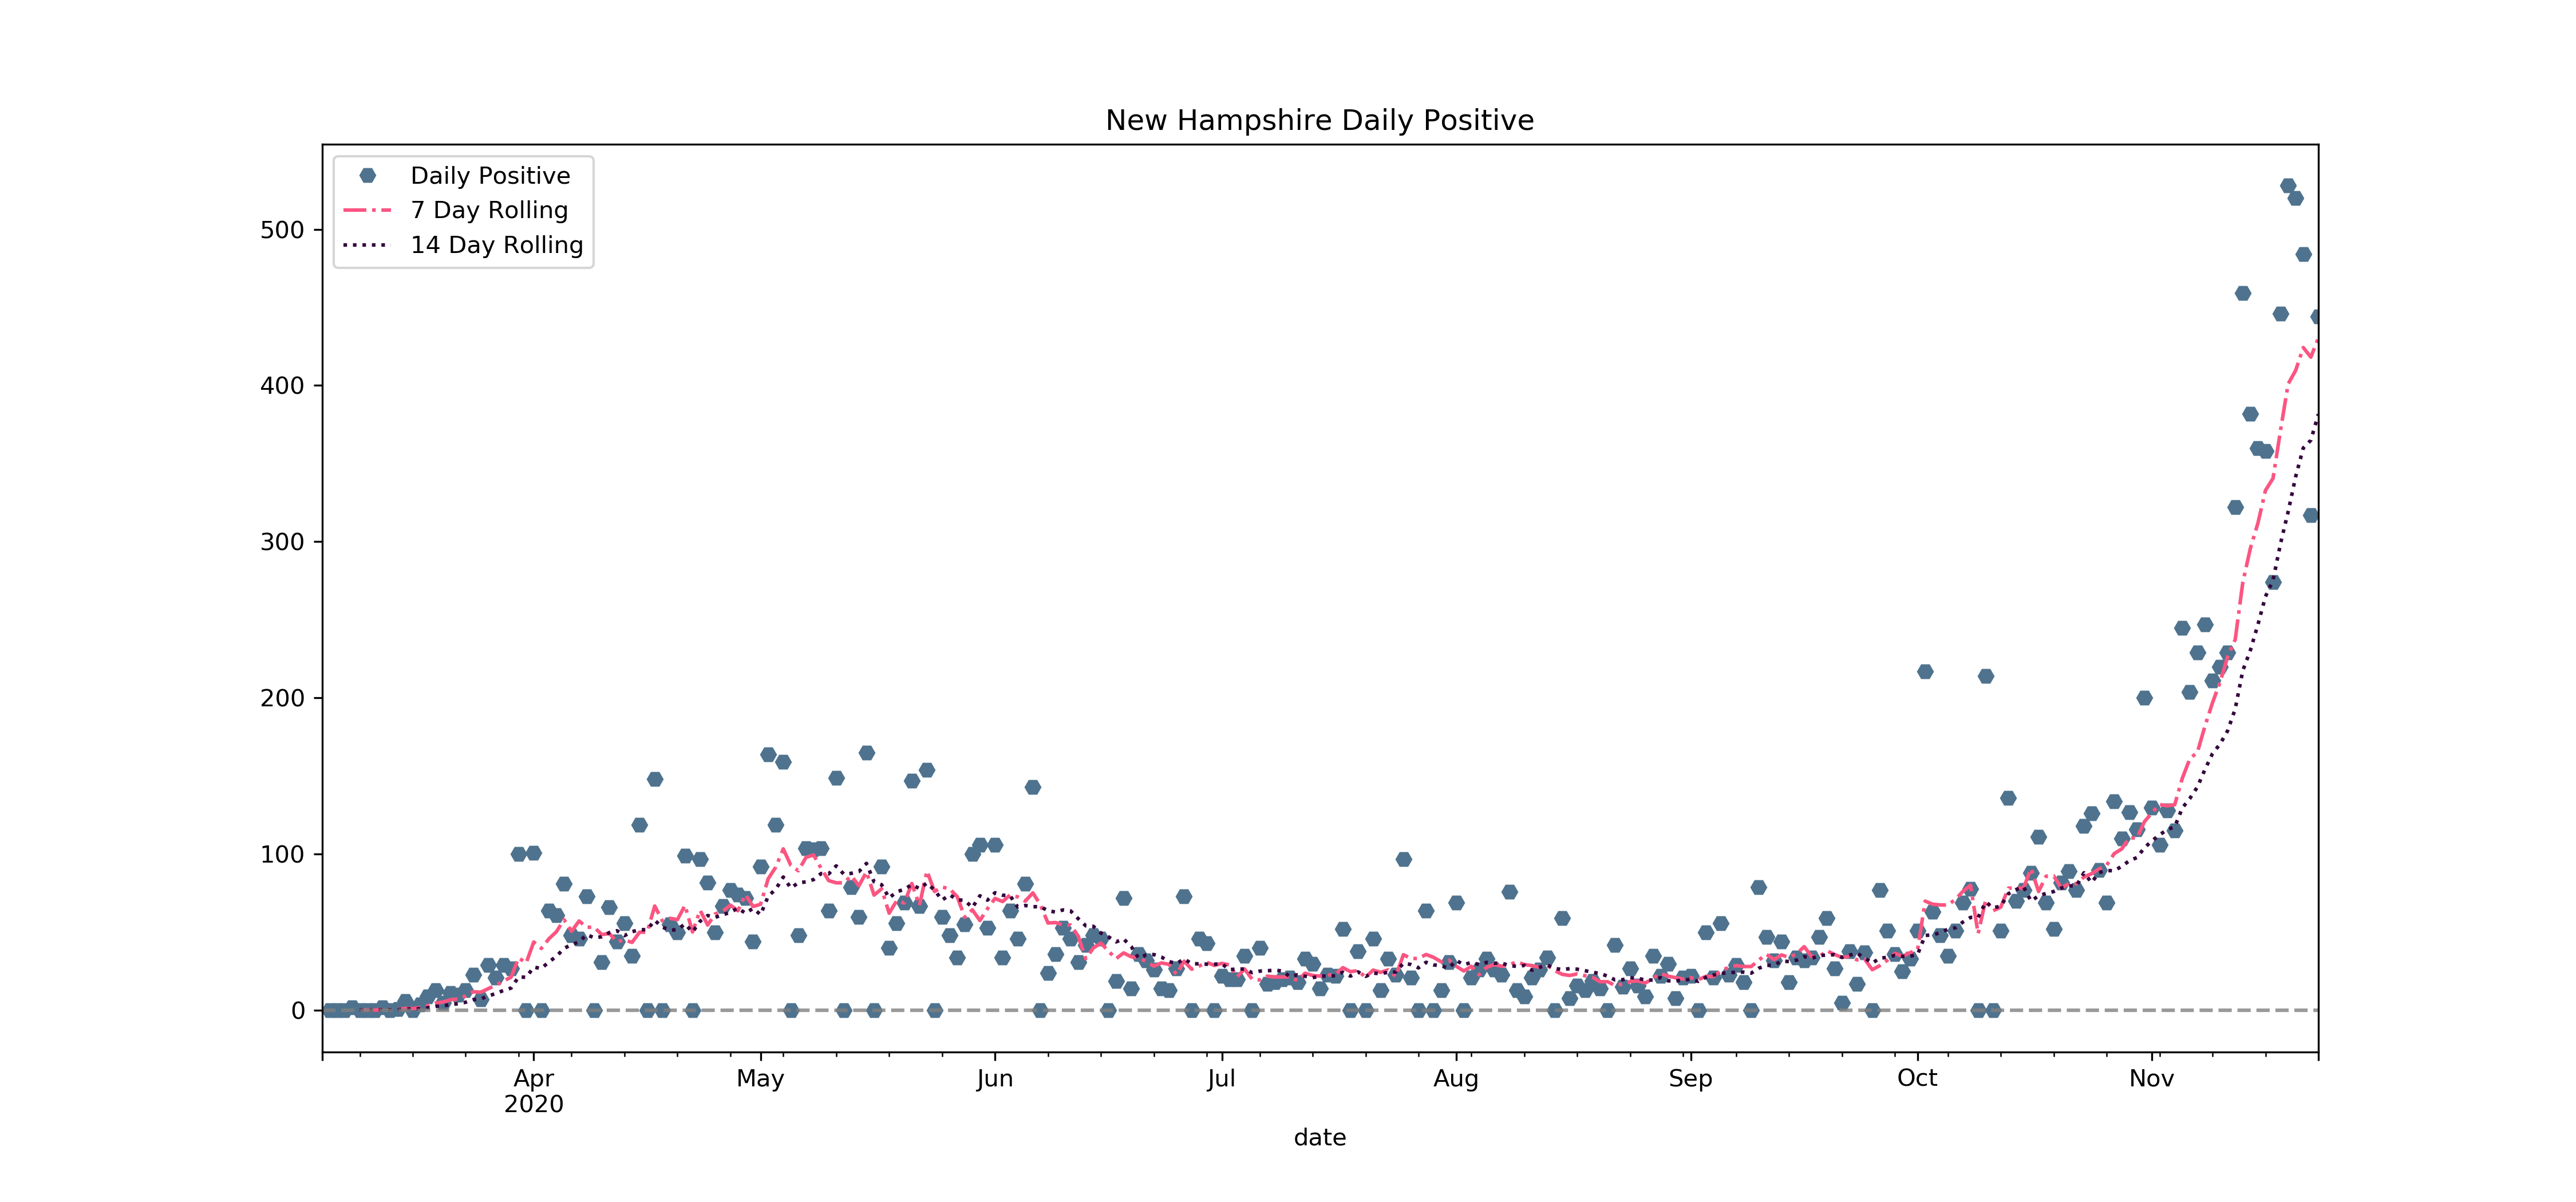 New Hampshire Daily Positive
Daily Positive
7 Day Rolling
14 Day Rolling
500
400
300
200
100
0
Apr May Jun Jul Aug Sep Oct Nov
2020
date